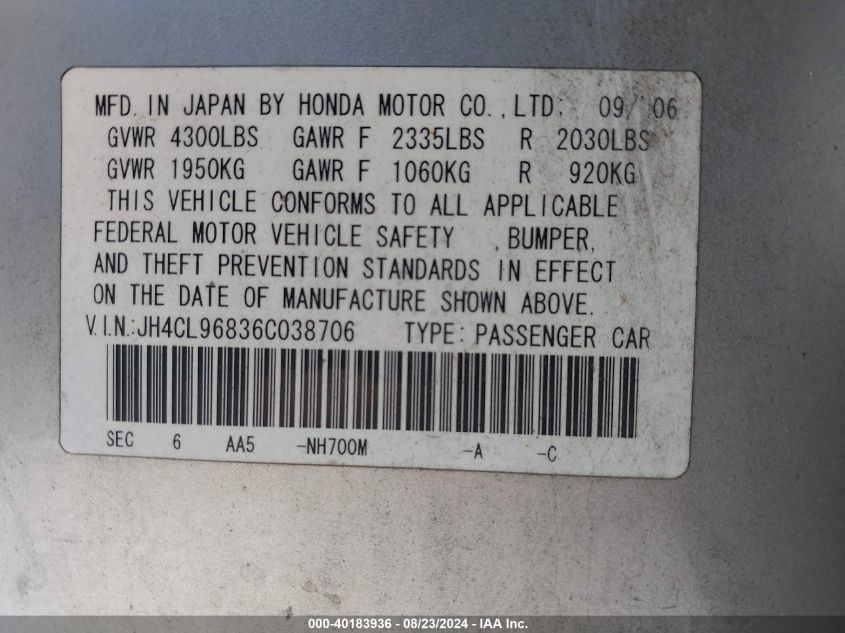 MFD. IN JAPAN BY HONDA MOTOR CO.,LTD. 09/'06
GVWR 4300LBS GAWR F 2335LBS R 2030LBS
GVWR 1950KG GAWR F 1060KG R 920KG
THIS VEHICLE CONFORMS TO ALL APPLICABLE
FEDERAL MOTOR VEHICLE SAFETY ,BUMPER,
AND THEFT PREVENTION STANDARDS IN EFFECT
ON THE DATE OF MANUFACTURE SHOWN ABOVE.
V.I.N.:JH4CL96836C038706 TYPE:PASSENGER CAR
SEC 6 AA5 -NH700M -A -C
000-40183936 - 08/23/2024 - IAA Inc.